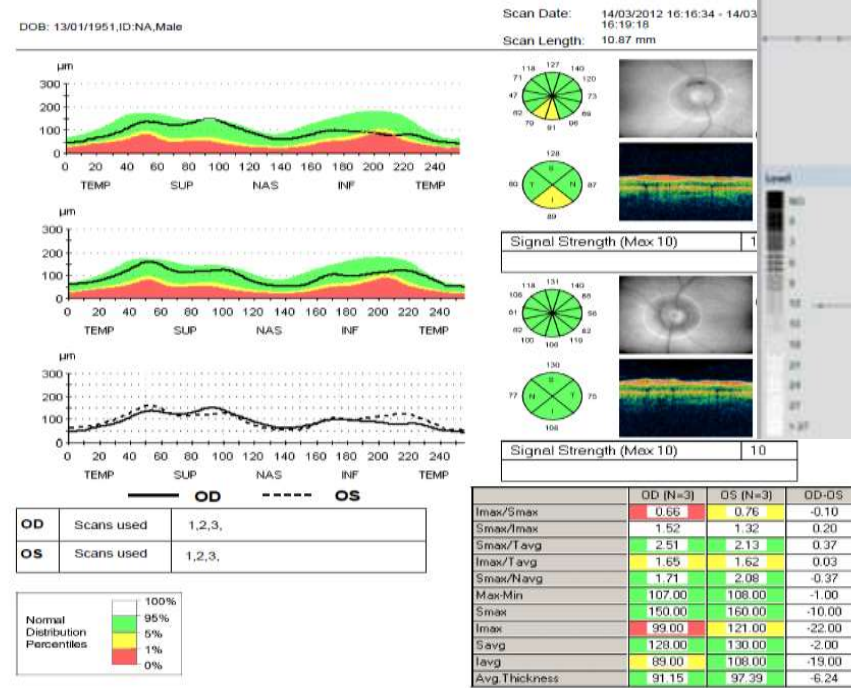 DOB: 13/01/1951,ID:NA,Male
Scan Date: 14/03/2012 16:16:34 - 14/03
16:19:18
Scan Length: 10.87 mm
µm
300
200
100
0
0 20 40 60 80 100 120 140 160 180 200 220 240
TEMP SUP NAS INF TEMP
118 127 140
71 120
47 73
62
79 91
128
S
60 T N 87
I
89
Signal Strength (Max 10) 1
µm
300
200
100
0
0 20 40 60 80 100 120 140 160 180 200 220 240
TEMP SUP NAS INF TEMP
118 131 140
106
61
62 62
100 100 110
130
S
77 N T 75
I
108
Signal Strength (Max 10) 10
µm
300
200
100
0
0 20 40 60 80 100 120 140 160 180 200 220 240
TEMP SUP NAS INF TEMP
OD OS
OD Scans used 1,2,3,
OS Scans used 1,2,3,
Normal
Distribution
Percentiles
100%
95%
5%
1%
0%
OD (N=3) OS (N=3) OD-OS
Imax/Smax 0.66 0.76 -0.10
Smax/Imax 1.52 1.32 0.20
Smax/Tavg 2.51 2.13 0.37
Imax/Tavg 1.65 1.62 0.03
Smax/Navg 1.71 2.08 -0.37
Max-Min 107.00 108.00 -1.00
Smax 150.00 160.00 -10.00
Imax 99.00 121.00 -22.00
Savg 128.00 130.00 -2.00
Iavg 89.00 108.00 -19.00
Avg.Thickness 91.15 97.39 -6.24